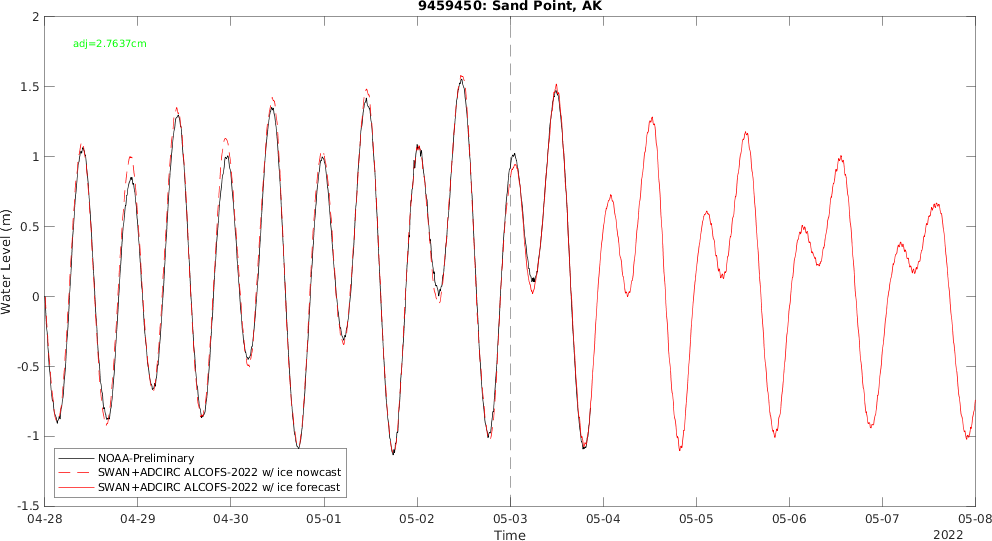 9459450: Sand Point, AK
adj=2.7637cm
2
1.5
1
0.5
0
-0.5
-1
-1.5
Water Level (m)
NOAA-Preliminary
SWAN+ADCIRC ALCOFS-2022 w/ ice nowcast
SWAN+ADCIRC ALCOFS-2022 w/ ice forecast
04-28 04-29 04-30 05-01 05-02 05-03 05-04 05-05 05-06 05-07 05-08
Time
2022